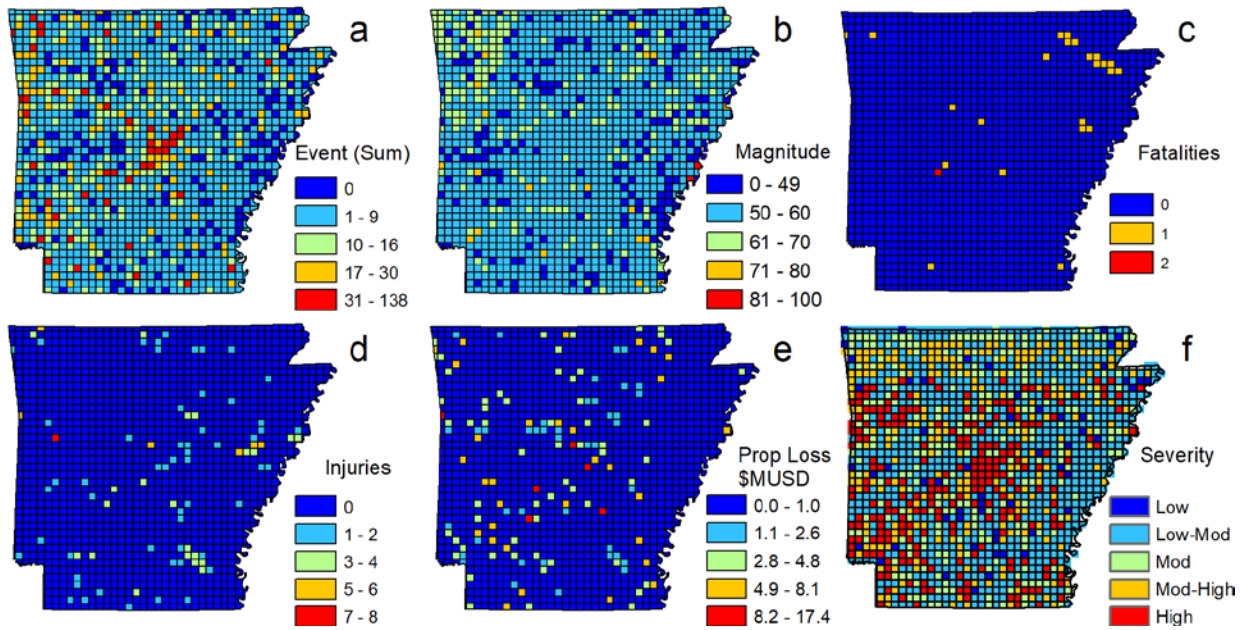 a
Event (Sum)
0
1 - 9
10 - 16
17 - 30
31 - 138
b
Magnitude
0 - 49
50 - 60
61 - 70
71 - 80
81 - 100
c
Fatalities
0
1
2
d
Injuries
0
1 - 2
3 - 4
5 - 6
7 - 8
e
Prop Loss
$MUSD
0.0 - 1.0
1.1 - 2.6
2.8 - 4.8
4.9 - 8.1
8.2 - 17.4
f
Severity
Low
Low-Mod
Mod
Mod-High
High